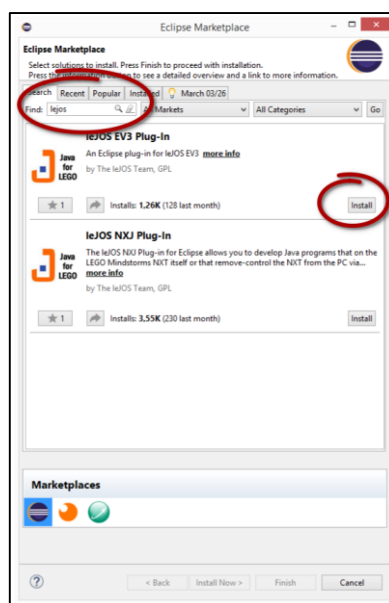 Eclipse Marketplace
Eclipse Marketplace
Select solutions to install. Press Finish to proceed with installation.
Press the information button to see a detailed overview and a link to more information.
Search Recent Popular Installed March 03/26
Find: lejos All Markets All Categories Go
leJOS EV3 Plug-In
An Eclipse plug-in for leJOS EV3 more info
by The leJOS Team, GPL
Java for LEGO
1 Installs: 1,26K (128 last month) Install
leJOS NXJ Plug-In
The leJOS NXJ Plug-in for Eclipse allows you to develop Java programs that on the
LEGO Mindstorms NXT itself or that remove-control the NXT from the PC via...
more info
by The leJOS Team, GPL
Java for LEGO
1 Installs: 3,55K (230 last month) Install
Marketplaces
? < Back Install Now > Finish Cancel